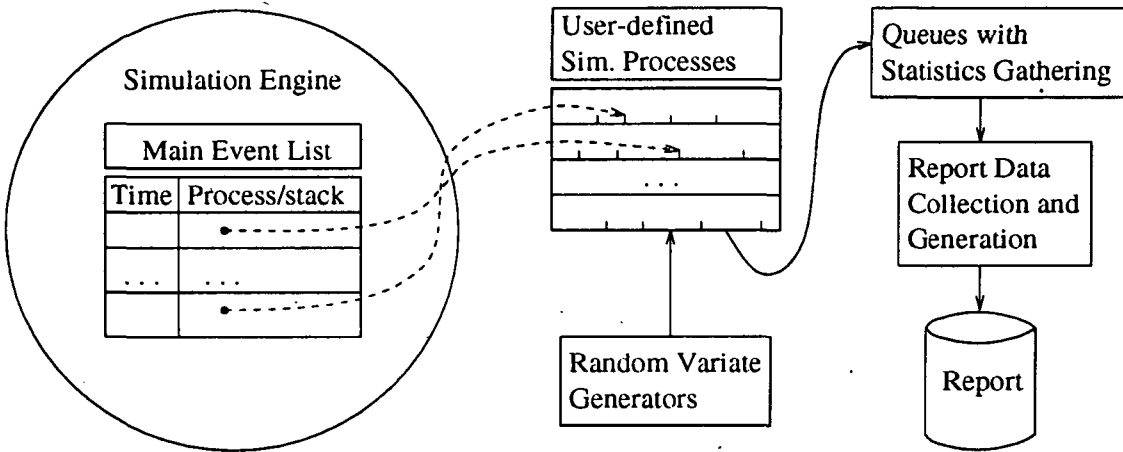 Simulation Engine
Main Event List
Time Process/stack
. . . . . .
User-defined
Sim. Processes
. . .
Random Variate
Generators
Queues with
Statistics Gathering
Report Data
Collection and
Generation
Report